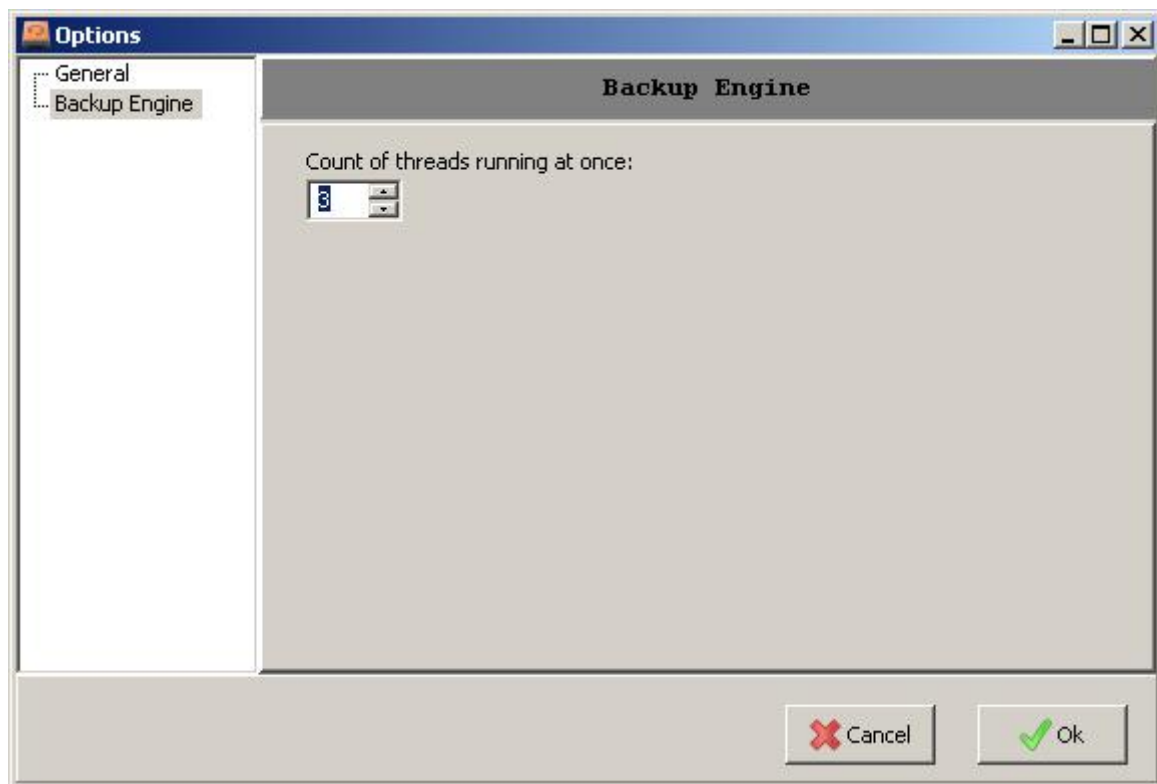 Options
General
Backup Engine
Backup Engine
Count of threads running at once:
3
Cancel
Ok